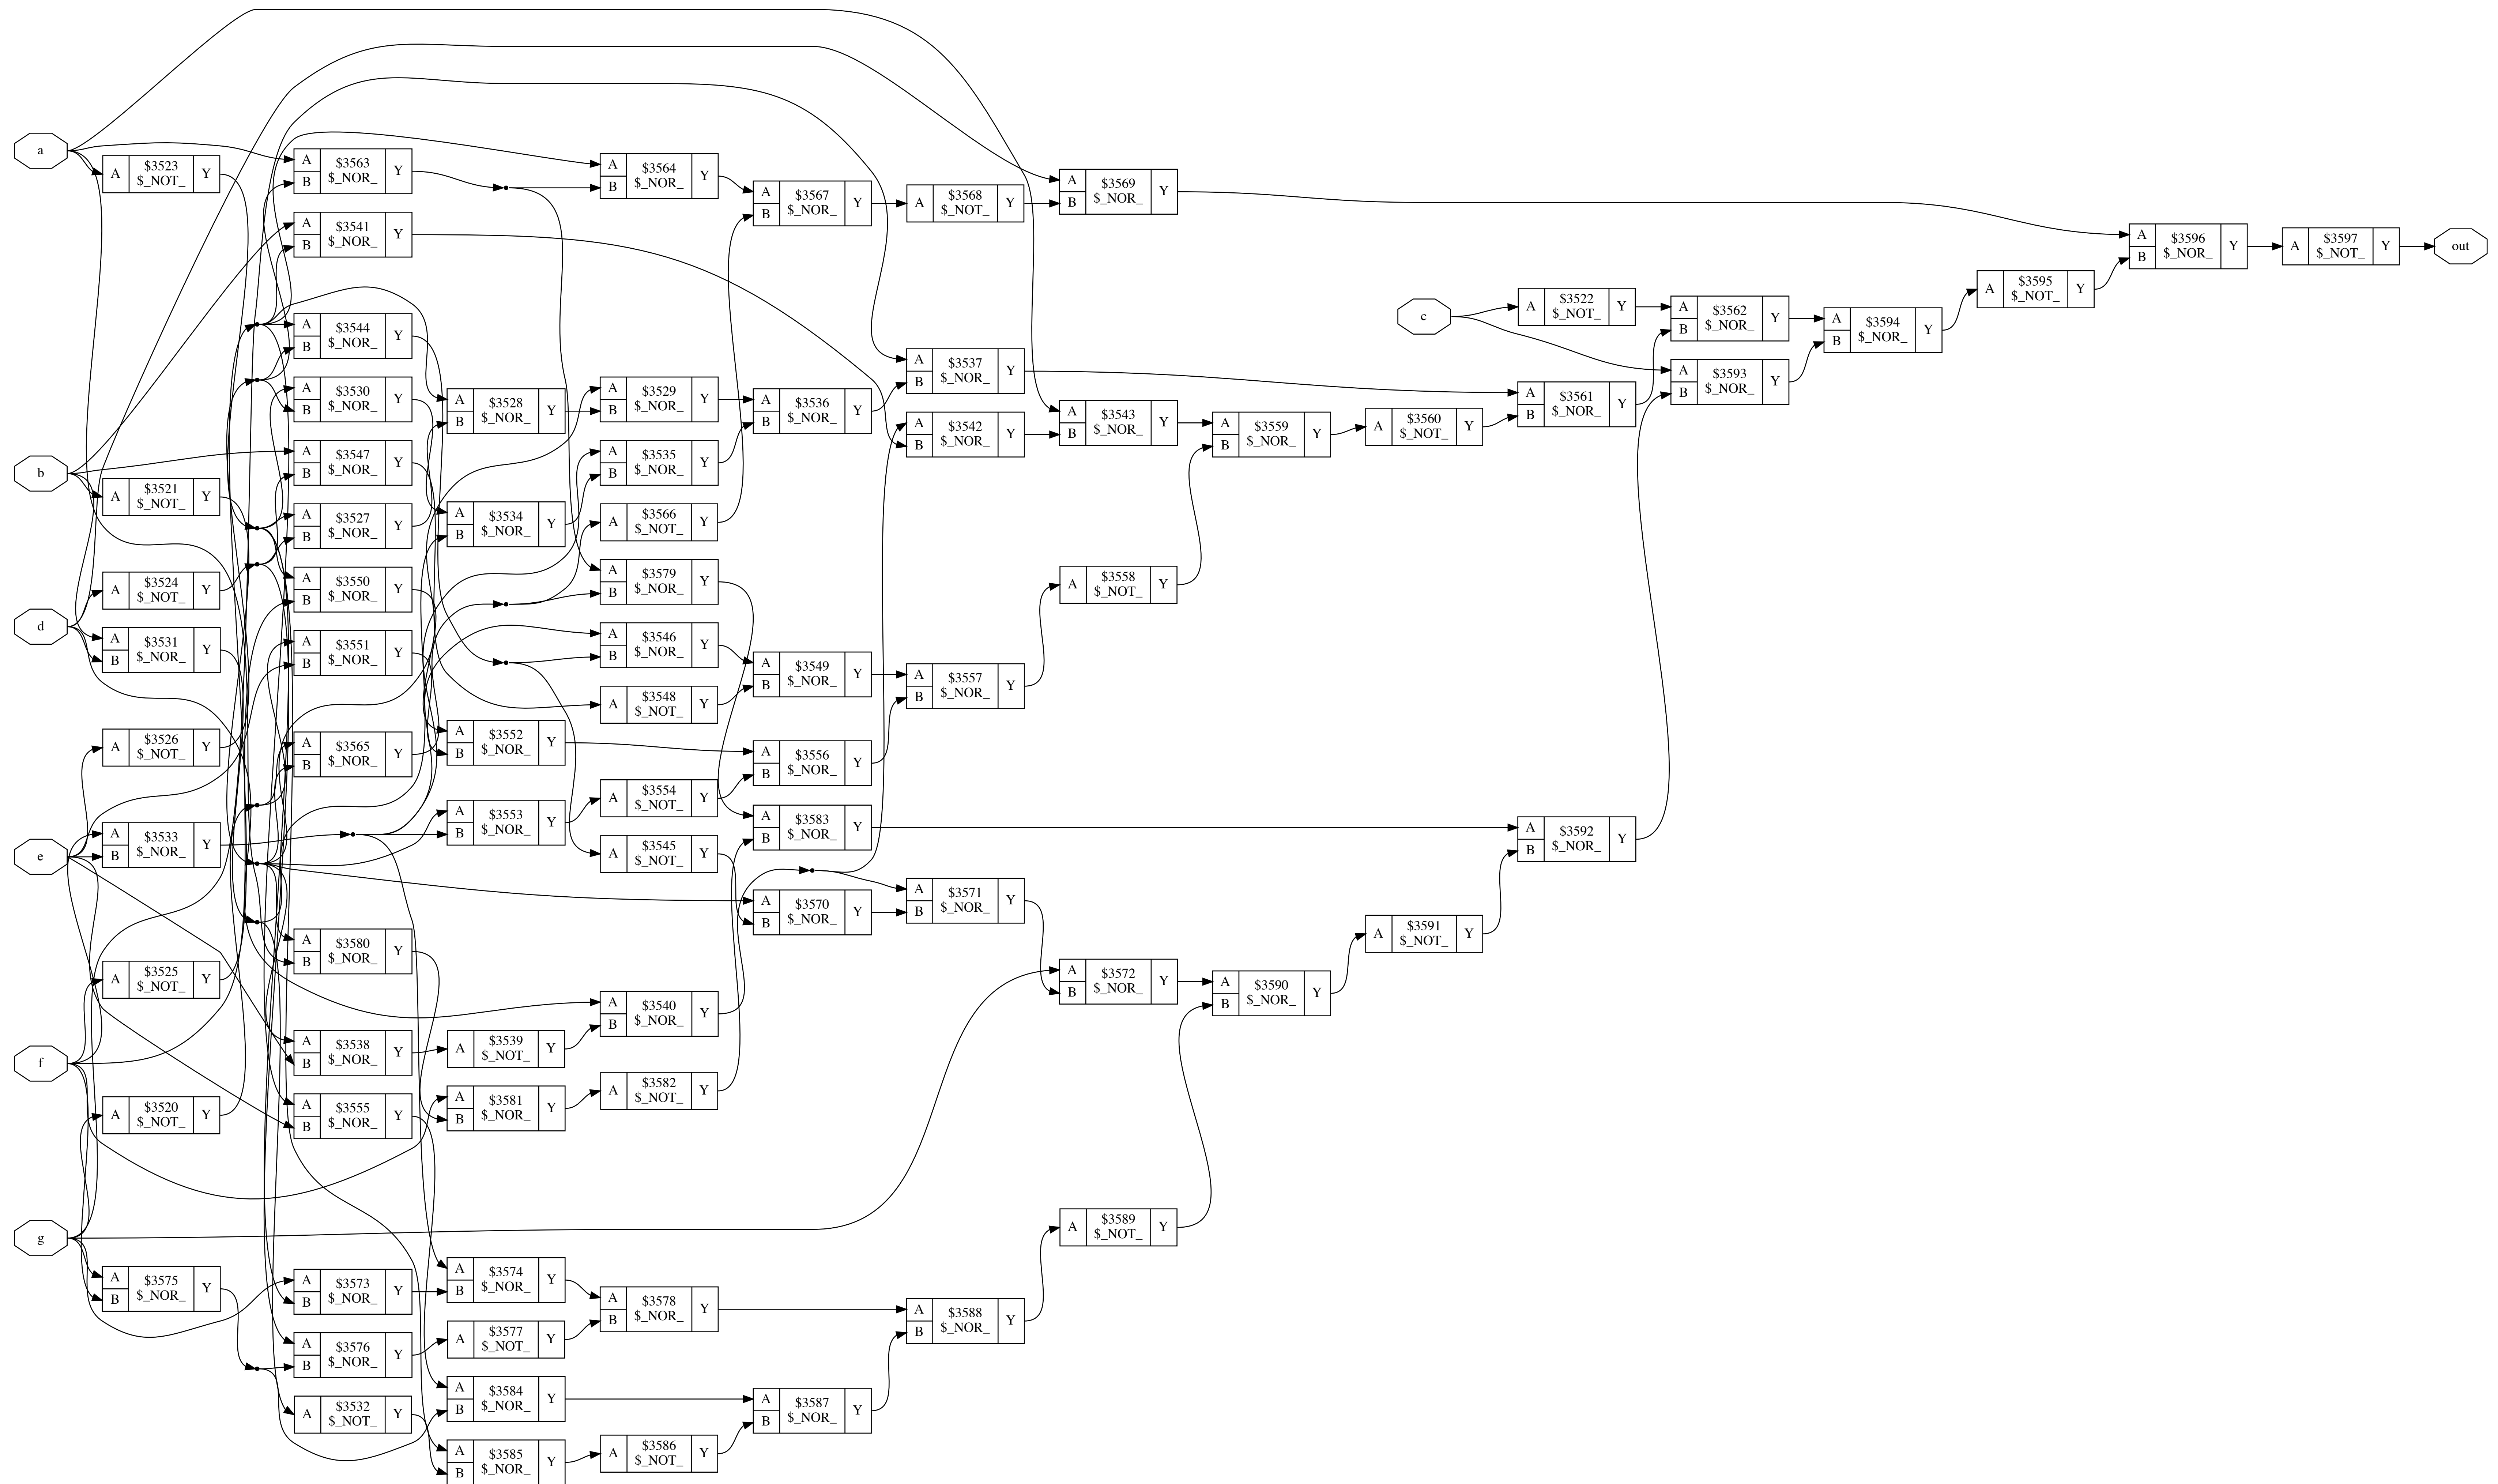 a
A
$3523
$_NOT_
Y
A
B
$3563
$_NOR_
Y
A
B
$3564
$_NOR_
Y
A
B
$3567
$_NOR_
Y
A
$3568
$_NOT_
Y
A
B
$3569
$_NOR_
Y
A
B
$3541
$_NOR_
Y
A
B
$3596
$_NOR_
Y
A
$3597
$_NOT_
Y
out
A
$3595
$_NOT_
Y
c
A
$3522
$_NOT_
Y
A
B
$3562
$_NOR_
Y
A
B
$3594
$_NOR_
Y
A
B
$3544
$_NOR_
Y
A
B
$3537
$_NOR_
Y
A
B
$3593
$_NOR_
Y
A
B
$3530
$_NOR_
Y
A
B
$3528
$_NOR_
Y
A
B
$3529
$_NOR_
Y
A
B
$3536
$_NOR_
Y
A
B
$3561
$_NOR_
Y
A
B
$3542
$_NOR_
Y
A
B
$3543
$_NOR_
Y
A
B
$3559
$_NOR_
Y
A
$3560
$_NOT_
Y
b
A
$3521
$_NOT_
Y
A
B
$3547
$_NOR_
Y
A
B
$3535
$_NOR_
Y
A
B
$3527
$_NOR_
Y
A
B
$3534
$_NOR_
Y
A
$3566
$_NOT_
Y
A
$3524
$_NOT_
Y
A
B
$3550
$_NOR_
Y
A
B
$3579
$_NOR_
Y
A
$3558
$_NOT_
Y
d
A
B
$3531
$_NOR_
Y
A
B
$3551
$_NOR_
Y
A
B
$3546
$_NOR_
Y
A
B
$3549
$_NOR_
Y
A
B
$3557
$_NOR_
Y
A
$3548
$_NOT_
Y
A
$3526
$_NOT_
Y
A
B
$3565
$_NOR_
Y
A
B
$3552
$_NOR_
Y
A
B
$3556
$_NOR_
Y
A
$3554
$_NOT_
Y
e
A
B
$3533
$_NOR_
Y
A
B
$3553
$_NOR_
Y
A
$3545
$_NOT_
Y
A
B
$3583
$_NOR_
Y
A
B
$3592
$_NOR_
Y
A
B
$3570
$_NOR_
Y
A
B
$3571
$_NOR_
Y
A
$3591
$_NOT_
Y
A
B
$3580
$_NOR_
Y
A
$3525
$_NOT_
Y
A
B
$3540
$_NOR_
Y
A
B
$3572
$_NOR_
Y
A
B
$3590
$_NOR_
Y
f
A
B
$3538
$_NOR_
Y
A
$3539
$_NOT_
Y
A
$3520
$_NOT_
Y
A
B
$3555
$_NOR_
Y
A
B
$3581
$_NOR_
Y
A
$3582
$_NOT_
Y
g
A
$3589
$_NOT_
Y
A
B
$3575
$_NOR_
Y
A
B
$3573
$_NOR_
Y
A
B
$3574
$_NOR_
Y
A
B
$3578
$_NOR_
Y
A
B
$3588
$_NOR_
Y
A
B
$3576
$_NOR_
Y
A
$3577
$_NOT_
Y
A
$3532
$_NOT_
Y
A
B
$3584
$_NOR_
Y
A
B
$3587
$_NOR_
Y
A
B
$3585
$_NOR_
Y
A
$3586
$_NOT_
Y